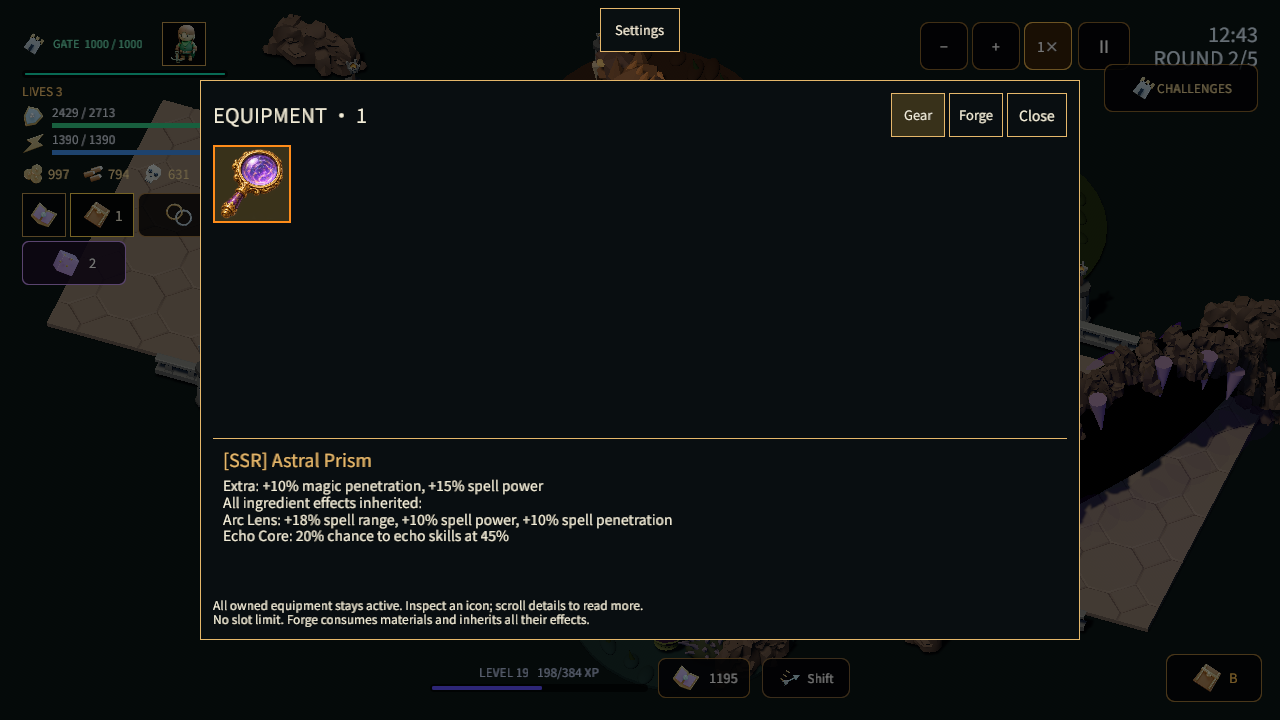 Settings
GATE 1000 / 1000
− + 1× II
12:43
ROUND 2/5
CHALLENGES
LIVES 3
2429 / 2713
1390 / 1390
997 794 631
1
2
EQUIPMENT • 1
Gear Forge Close
[SSR] Astral Prism
Extra: +10% magic penetration, +15% spell power
All ingredient effects inherited:
Arc Lens: +18% spell range, +10% spell power, +10% spell penetration
Echo Core: 20% chance to echo skills at 45%
All owned equipment stays active. Inspect an icon; scroll details to read more.
No slot limit. Forge consumes materials and inherits all their effects.
LEVEL 19 198/384 XP
1195
Shift
B